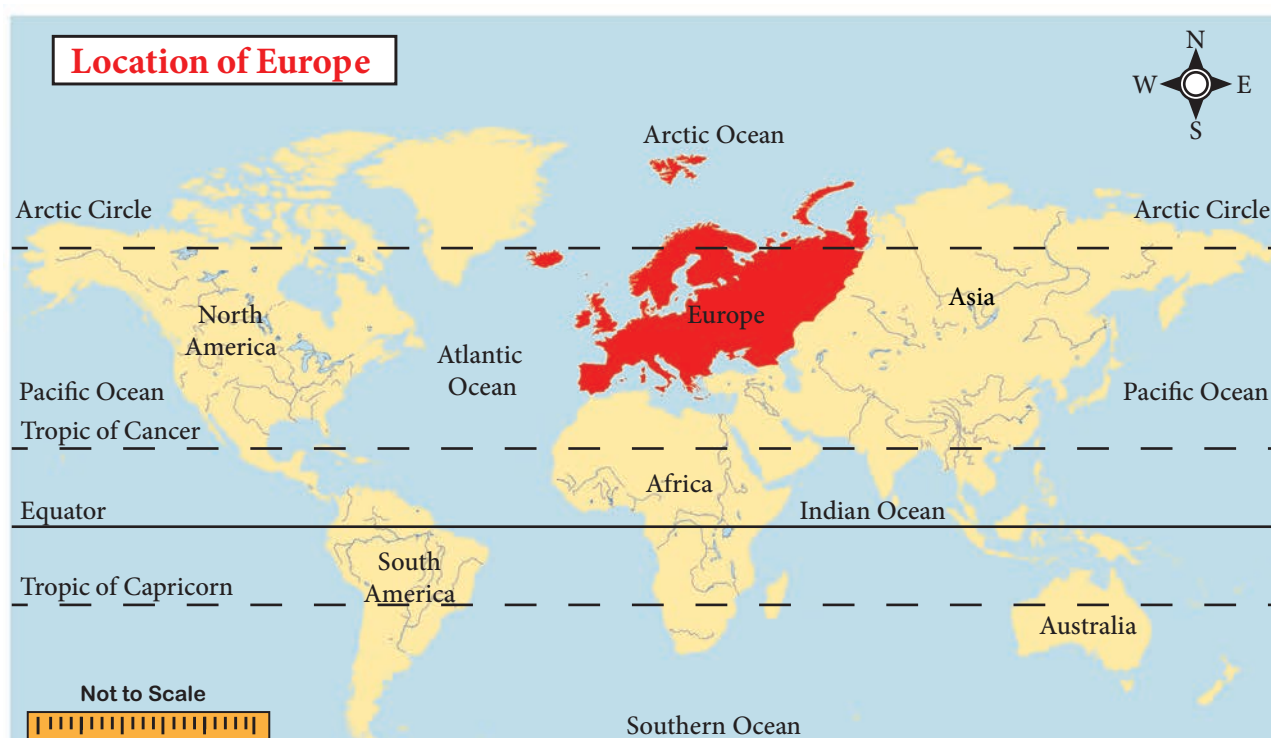 Location of Europe
N
W
E
S
Arctic Ocean
Arctic Circle
Arctic Circle
North
America
Europe
Asia
Atlantic
Ocean
Pacific Ocean
Pacific Ocean
Tropic of Cancer
Africa
Equator
Indian Ocean
South
America
Tropic of Capricorn
Australia
Not to Scale
Southern Ocean